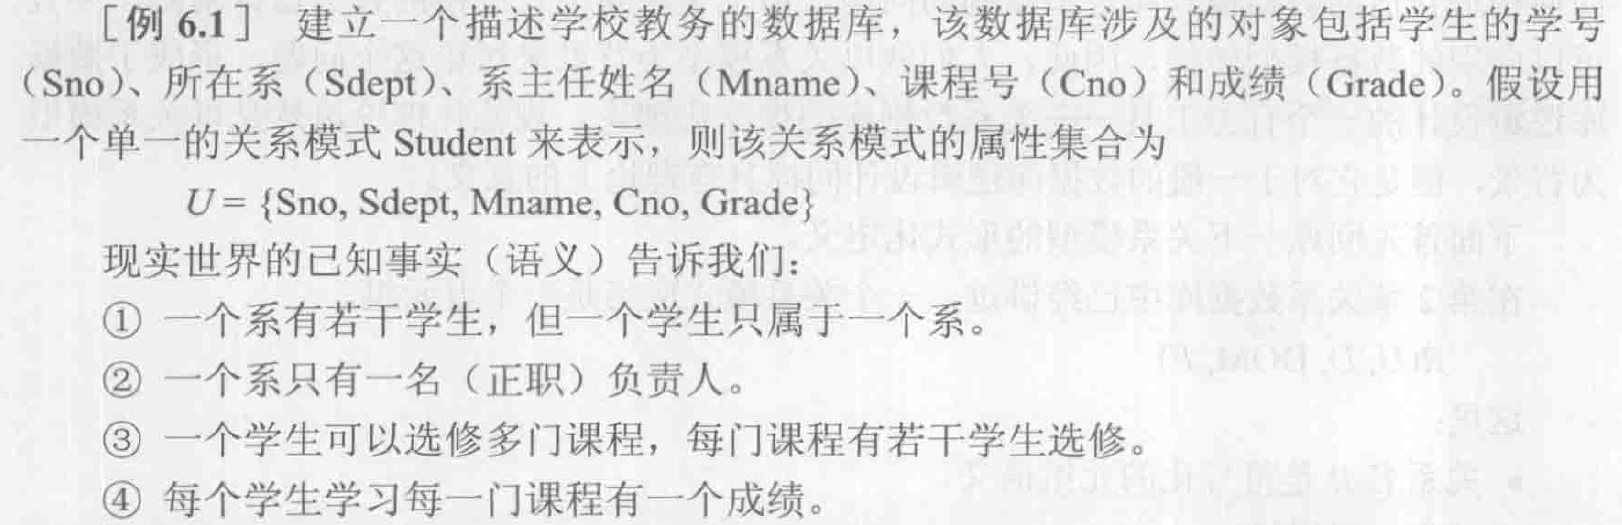 ［例 6.1］ 建立一个描述学校教务的数据库，该数据库涉及的对象包括学生的学号
（Sno）、所在系（Sdept）、系主任姓名（Mname）、课程号（Cno）和成绩（Grade）。假设用
一个单一的关系模式 Student 来表示，则该关系模式的属性集合为
U = {Sno, Sdept, Mname, Cno, Grade}
现实世界的已知事实（语义）告诉我们：
① 一个系有若干学生，但一个学生只属于一个系。
② 一个系只有一名（正职）负责人。
③ 一个学生可以选修多门课程，每门课程有若干学生选修。
④ 每个学生学习每一门课程有一个成绩。